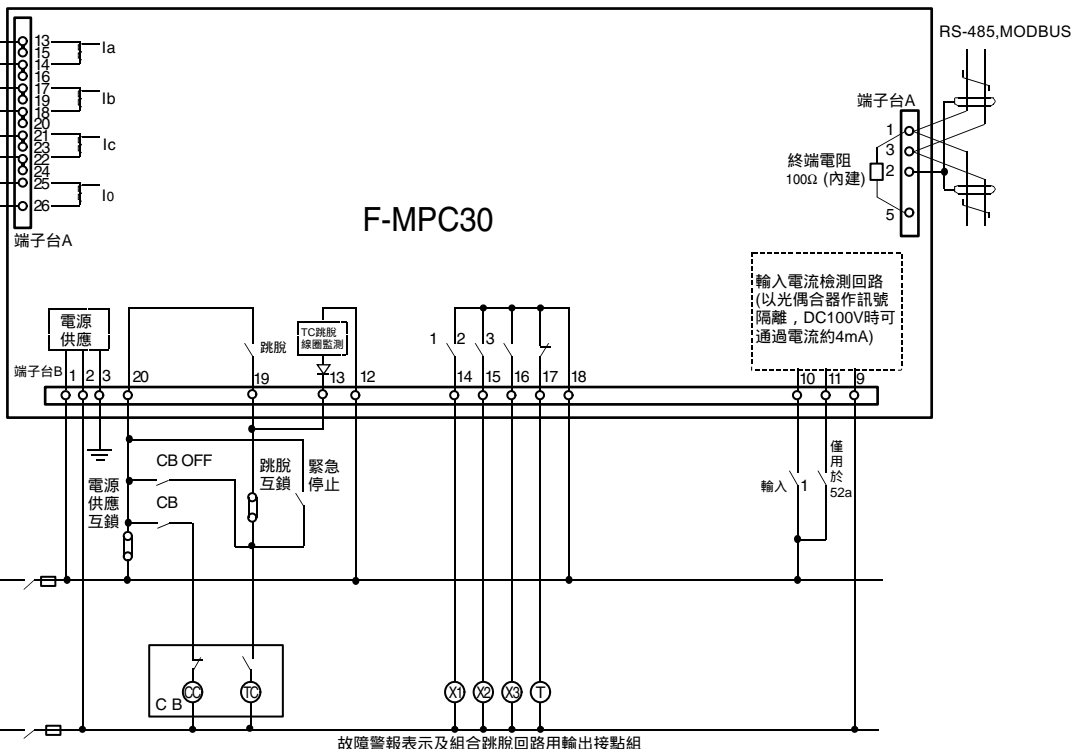 RS-485,MODBUS
13
15
14
16
17
19
18
20
21
23
22
24
25
26
Ia
Ib
Ic
I0
端子台A
F-MPC30
端子台A
1
3
2
5
終端電阻
100Ω (內建)
輸入電流檢測回路
(以光偶合器作訊號
隔離，DC100V時可
通過電流約4mA)
電源
供應
跳脫
TC跳脫
線圈監測
1 2 3
端子台B 1 2 3 20 19 13 12 14 15 16 17 18 10 11 9
CB OFF
CB
電源
供應
互鎖
跳脫
互鎖
緊急
停止
輸入 1
僅
用
於
52a
CC
TC
C B
X1
X2
X3
T
故障警報表示及組合跳脫回路用輸出接點組